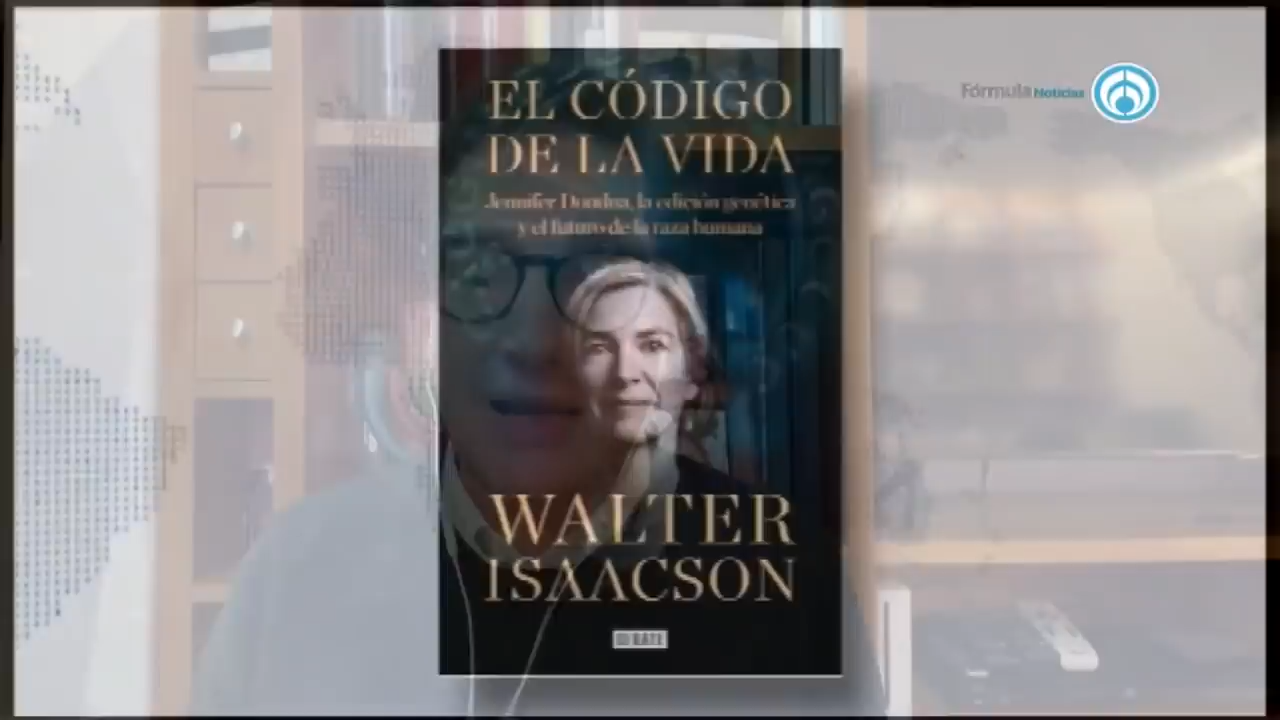 Fórmula Noticias
EL CÓDIGO
DE LA VIDA
Jennifer Doudna, la edición genética
y el futuro de la raza humana
WALTER
ISAACSON
DEBATE